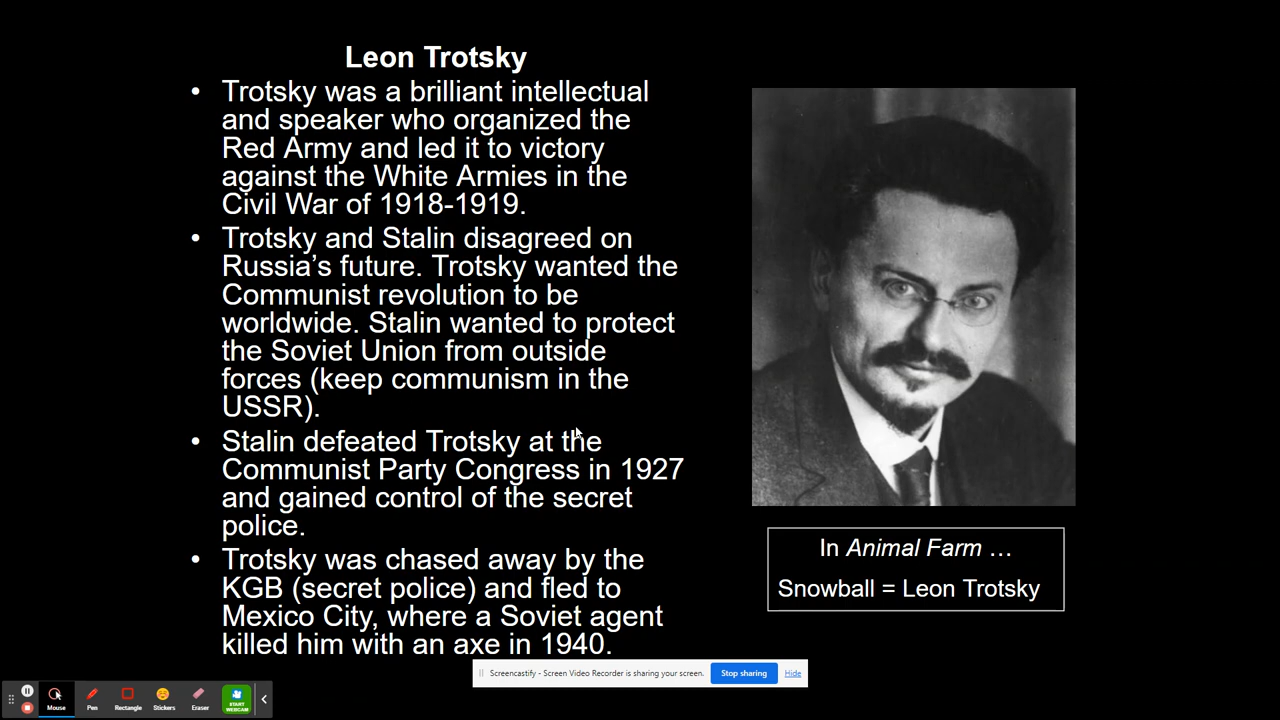 Leon Trotsky
• Trotsky was a brilliant intellectual
and speaker who organized the
Red Army and led it to victory
against the White Armies in the
Civil War of 1918-1919.
• Trotsky and Stalin disagreed on
Russia’s future. Trotsky wanted the
Communist revolution to be
worldwide. Stalin wanted to protect
the Soviet Union from outside
forces (keep communism in the
USSR).
• Stalin defeated Trotsky at the
Communist Party Congress in 1927
and gained control of the secret
police.
• Trotsky was chased away by the
KGB (secret police) and fled to
Mexico City, where a Soviet agent
killed him with an axe in 1940.
In Animal Farm …
Snowball = Leon Trotsky
Screencastify - Screen Video Recorder is sharing your screen. Stop sharing Hide
Mouse Pen Rectangle Stickers Eraser START
WEBCAM